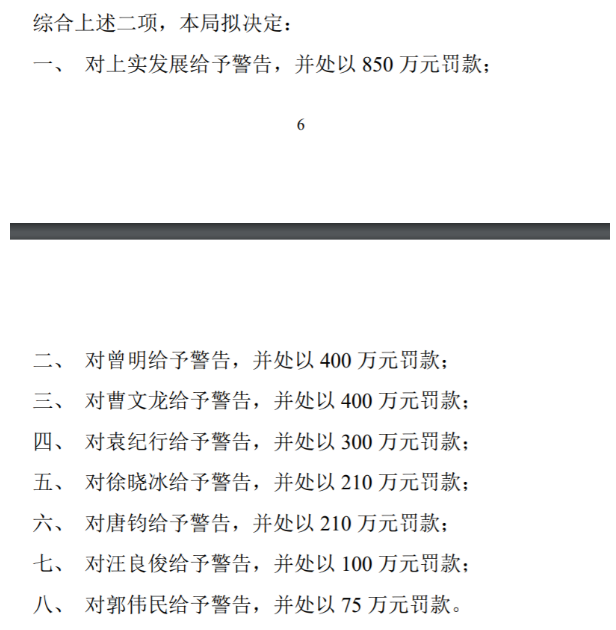 综合上述二项，本局拟决定：
一、 对上实发展给予警告，并处以 850 万元罚款；
6
二、 对曾明给予警告，并处以 400 万元罚款；
三、 对曹文龙给予警告，并处以 400 万元罚款；
四、 对袁纪行给予警告，并处以 300 万元罚款；
五、 对徐晓冰给予警告，并处以 210 万元罚款；
六、 对唐钧给予警告，并处以 210 万元罚款；
七、 对汪良俊给予警告，并处以 100 万元罚款；
八、 对郭伟民给予警告，并处以 75 万元罚款。